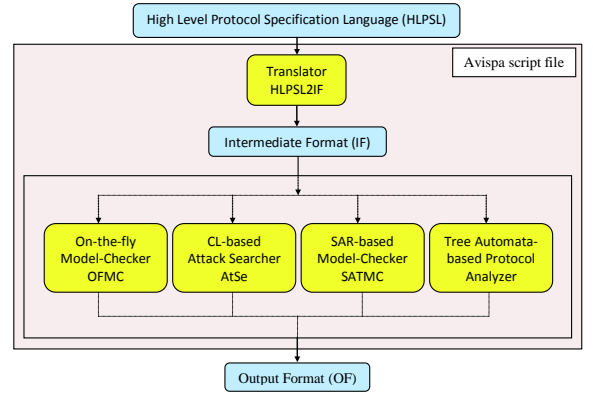 High Level Protocol Specification Language (HLPSL)
Avispa script file
Translator
HLPSL2IF
Intermediate Format (IF)
On-the-fly
Model-Checker
OFMC
CL-based
Attack Searcher
AtSe
SAR-based
Model-Checker
SATMC
Tree Automata-
based Protocol
Analyzer
Output Format (OF)